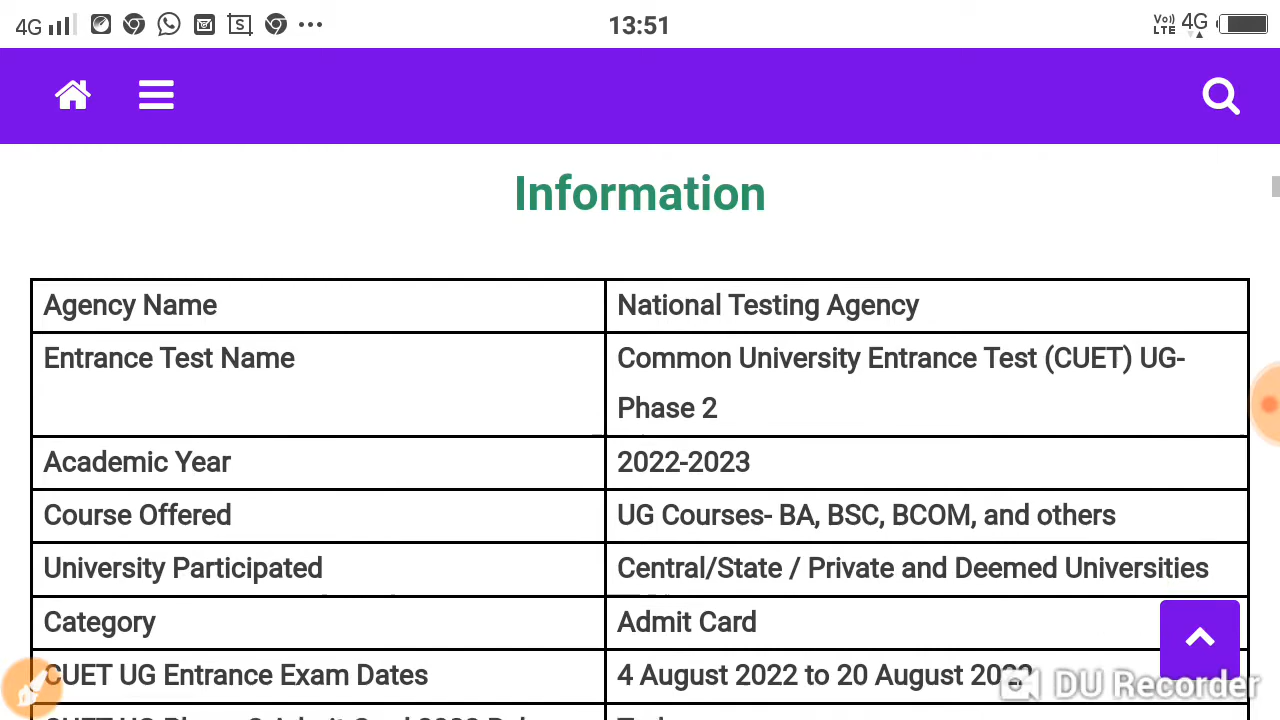 4G S 13:51 Vo)) LTE 4G
Information
Agency Name National Testing Agency
Entrance Test Name Common University Entrance Test (CUET) UG-
Phase 2
Academic Year 2022-2023
Course Offered UG Courses- BA, BSC, BCOM, and others
University Participated Central/State / Private and Deemed Universities
Category Admit Card
CUET UG Entrance Exam Dates 4 August 2022 to 20 August 2022
DU Recorder